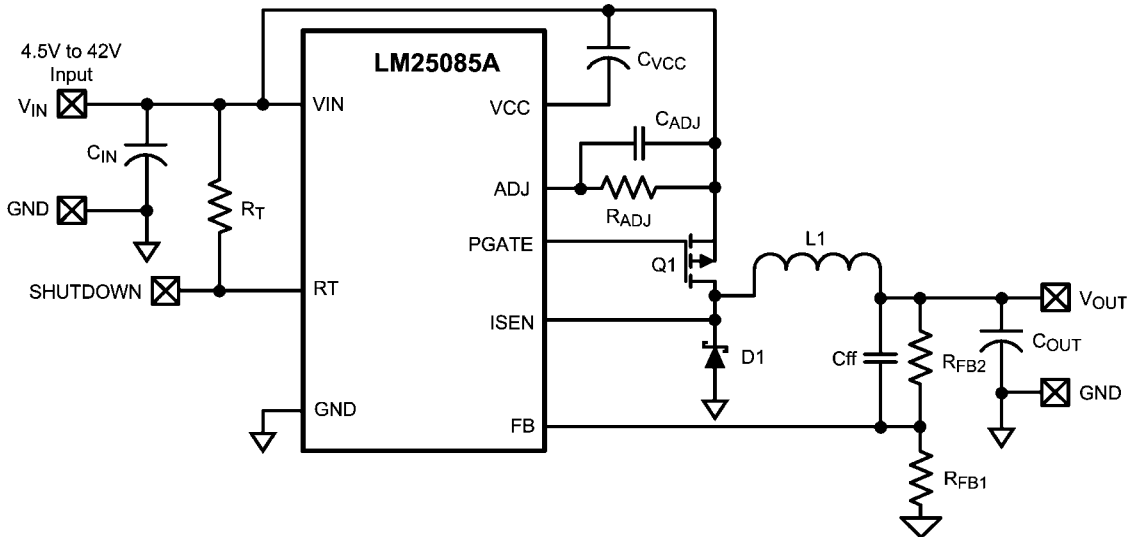 4.5V to 42V
Input
VIN
CIN
GND
RT
SHUTDOWN
LM25085A
VIN
RT
GND
VCC
ADJ
PGATE
ISEN
FB
CVCC
CADJ
RADJ
Q1
L1
D1
Cff
RFB2
RFB1
COUT
VOUT
GND